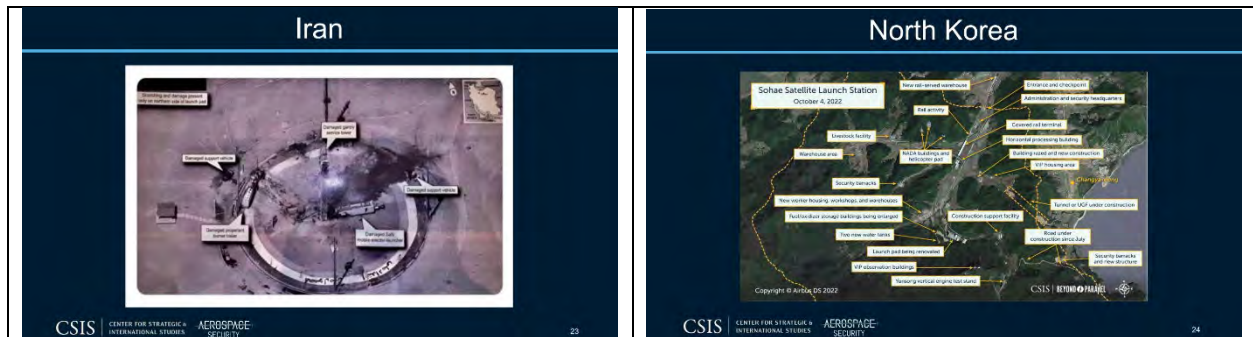 Iran
Shrouding and damage present
only on northern side of launch pad
Damaged gantry
service tower
Damaged support vehicle
Damaged support vehicle
Damaged propellant
Damaged Safir
mobile erector-launcher
CSIS
CENTER FOR STRATEGIC &
INTERNATIONAL STUDIES
AEROSPACE
SECURITY
23
North Korea
Sohae Satellite Launch Station
October 4, 2022
New rail-served warehouse
Entrance and checkpoint
Administration and security headquarters
Pad activity
Covered rail terminal
Livestock facility
Horizontal processing building
Warehouse area
NADA buildings and
helicopter pad
Building razed and new construction
VIP housing area
Security barracks
Changya-dong
New worker housing, workshops, and warehouses
Tunnel or UGF under construction
Fuel/oxidizer storage buildings being enlarged
Construction support facility
Two new water tanks
Road under
construction since July
Launch pad being renovated
Security barracks
and new structure
VIP observation buildings
Yunsong vertical engine test stand
Copyright © Airbus DS 2022
CSIS | BEYOND PARALLEL
CSIS
CENTER FOR STRATEGIC &
INTERNATIONAL STUDIES
AEROSPACE
SECURITY
24